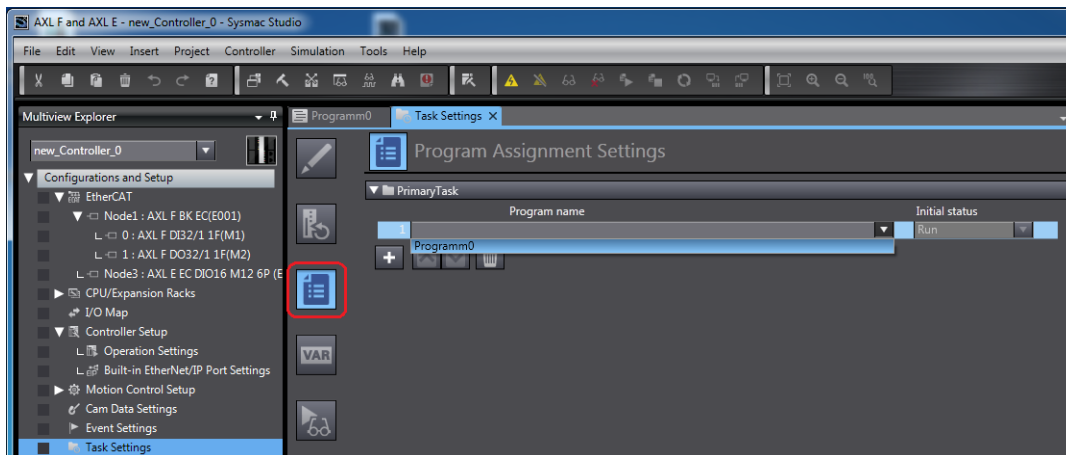 AXL F and AXL E - new_Controller_0 - Sysmac Studio
File Edit View Insert Project Controller Simulation Tools Help
Multiview Explorer
Programm0
Task Settings
new_Controller_0
Program Assignment Settings
Configurations and Setup
PrimaryTask
EtherCAT
Node1 : AXL F BK EC(E001)
Program name
Initial status
0 : AXL F DI32/1 1F(M1)
1
Run
1 : AXL F DO32/1 1F(M2)
Programm0
Node3 : AXL E EC DIO16 M12 6P (E
CPU/Expansion Racks
I/O Map
Controller Setup
Operation Settings
VAR
Built-in EtherNet/IP Port Settings
Motion Control Setup
Cam Data Settings
Event Settings
Task Settings